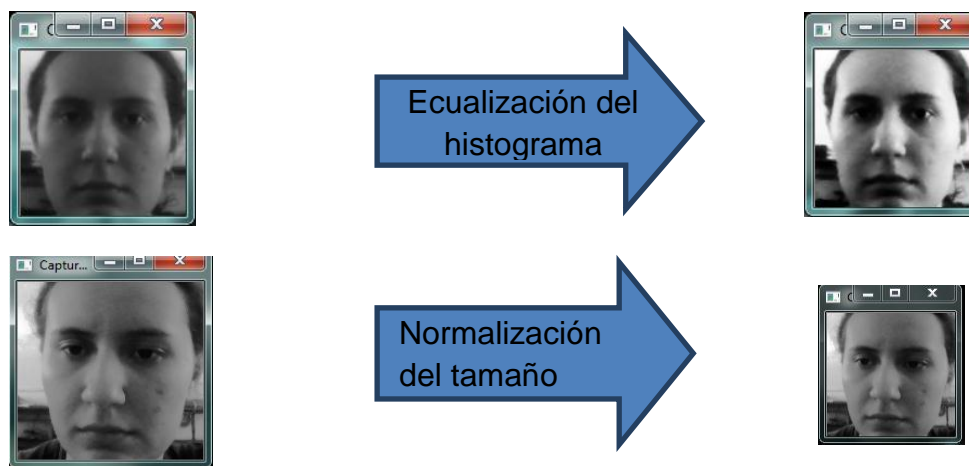 Ecualización del
histograma
Captur...
Normalización
del tamaño